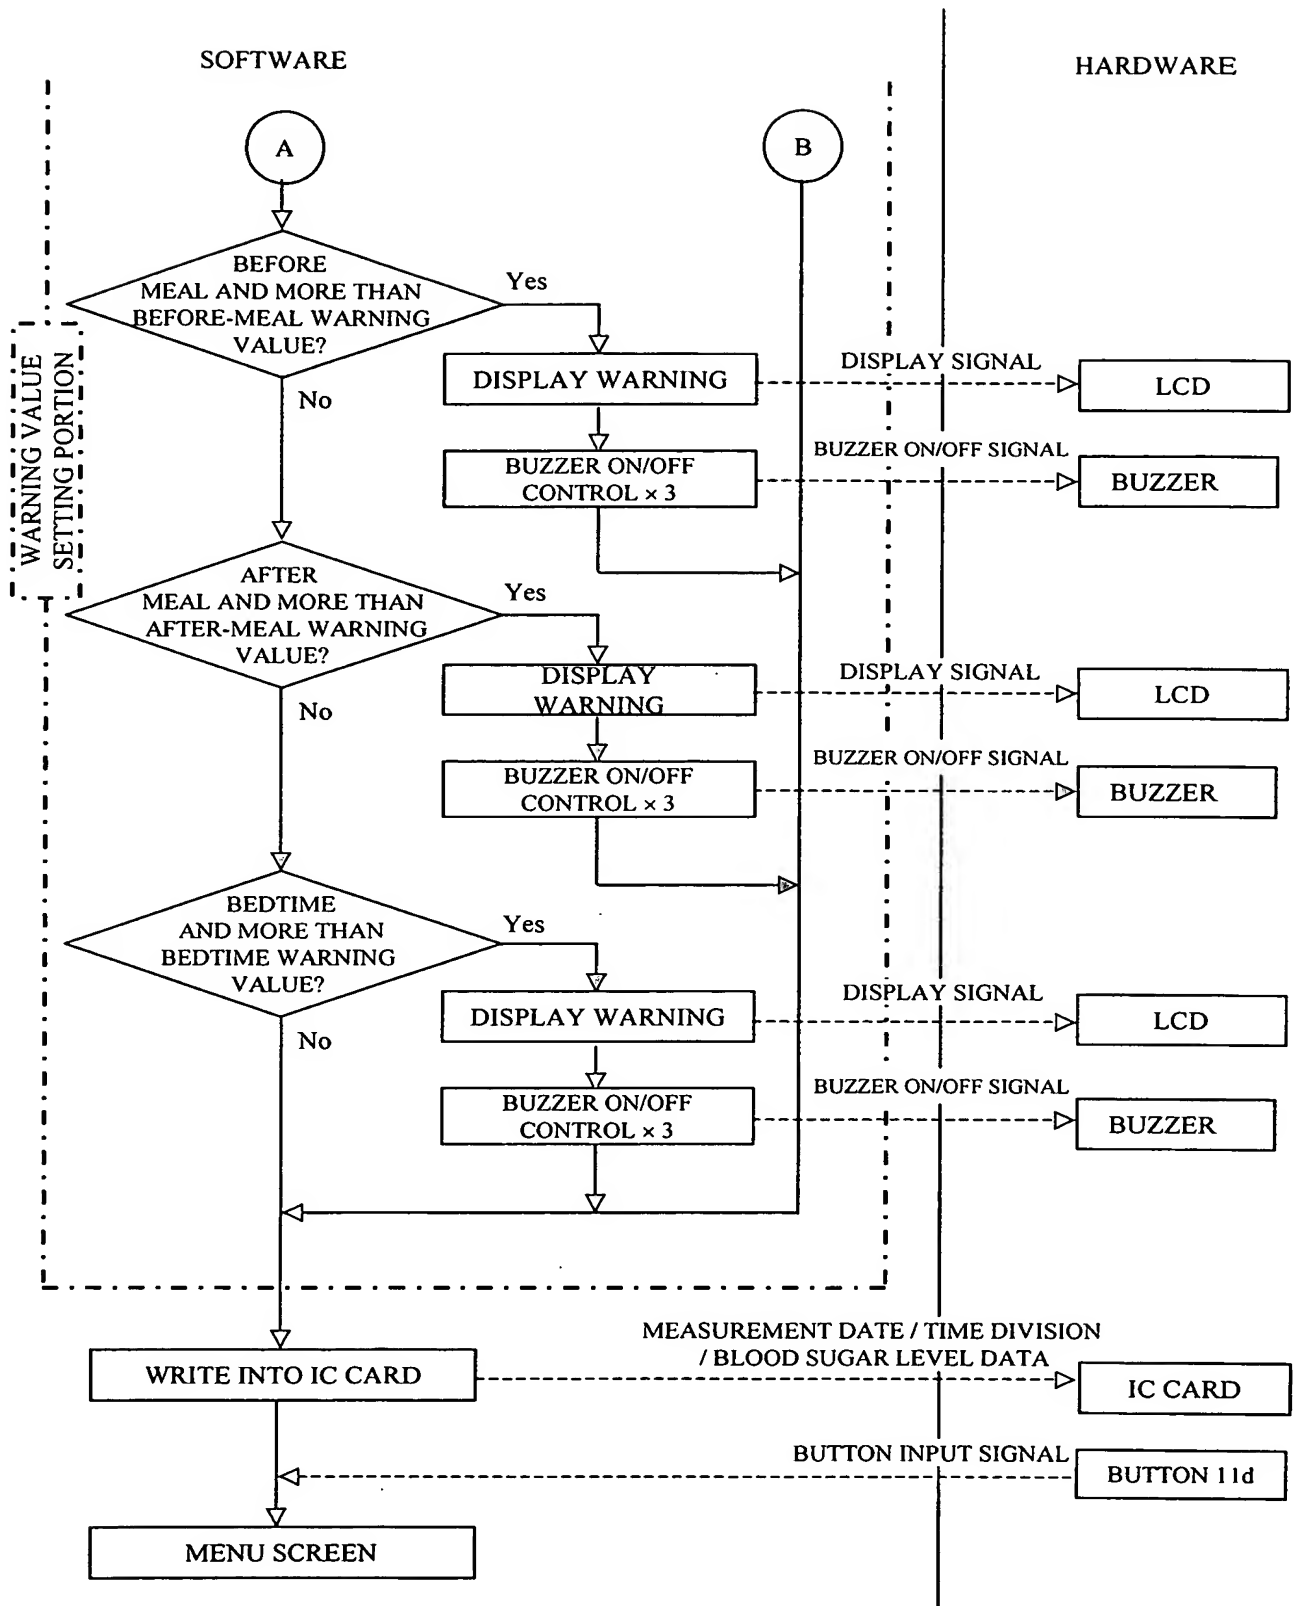 SOFTWARE
HARDWARE
A
B
BEFORE
MEAL AND MORE THAN
BEFORE-MEAL WARNING
VALUE?
Yes
No
DISPLAY WARNING
DISPLAY SIGNAL
LCD
BUZZER ON/OFF
CONTROL × 3
BUZZER ON/OFF SIGNAL
BUZZER
WARNING VALUE
SETTING PORTION
AFTER
MEAL AND MORE THAN
AFTER-MEAL WARNING
VALUE?
Yes
No
DISPLAY
WARNING
DISPLAY SIGNAL
LCD
BUZZER ON/OFF
CONTROL × 3
BUZZER ON/OFF SIGNAL
BUZZER
BEDTIME
AND MORE THAN
BEDTIME WARNING
VALUE?
Yes
No
DISPLAY WARNING
DISPLAY SIGNAL
LCD
BUZZER ON/OFF
CONTROL × 3
BUZZER ON/OFF SIGNAL
BUZZER
WRITE INTO IC CARD
MEASUREMENT DATE / TIME DIVISION
/ BLOOD SUGAR LEVEL DATA
IC CARD
BUTTON INPUT SIGNAL
BUTTON 11d
MENU SCREEN